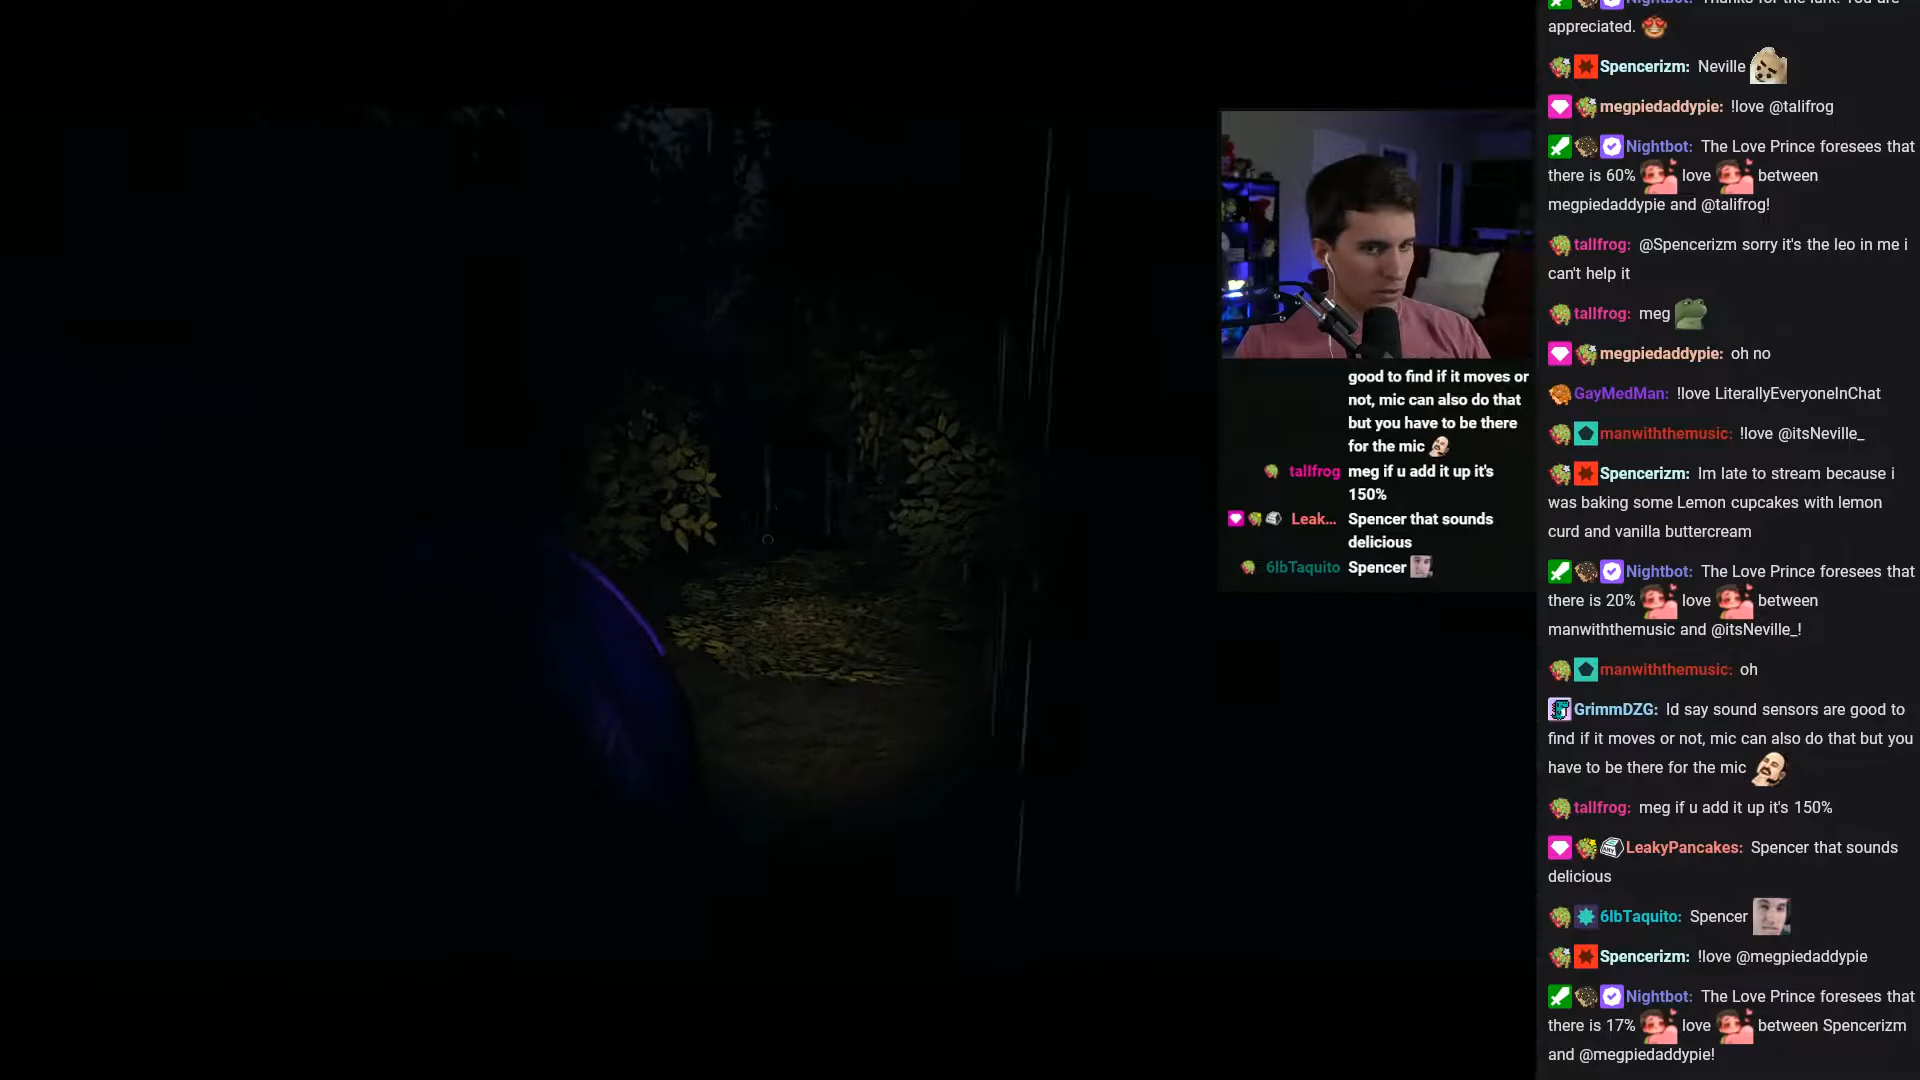 good to find if it moves or
not, mic can also do that
but you have to be there
for the mic
tallfrog meg if u add it up it's
150%
Leak... Spencer that sounds
delicious
6lbTaquito Spencer
appreciated.
Spencerizm: Neville
megpiedaddypie: !love @talifrog
Nightbot: The Love Prince foresees that
there is 60% love between
megpiedaddypie and @talifrog!
tallfrog: @Spencerizm sorry it's the leo in me i
can't help it
tallfrog: meg
megpiedaddypie: oh no
GayMedMan: !love LiterallyEveryoneInChat
manwiththemusic: !love @itsNeville_
Spencerizm: Im late to stream because i
was baking some Lemon cupcakes with lemon
curd and vanilla buttercream
Nightbot: The Love Prince foresees that
there is 20% love between
manwiththemusic and @itsNeville_!
manwiththemusic: oh
GrimmDZG: Id say sound sensors are good to
find if it moves or not, mic can also do that but you
have to be there for the mic
tallfrog: meg if u add it up it's 150%
LeakyPancakes: Spencer that sounds
delicious
6lbTaquito: Spencer
Spencerizm: !love @megpiedaddypie
Nightbot: The Love Prince foresees that
there is 17% love between Spencerizm
and @megpiedaddypie!